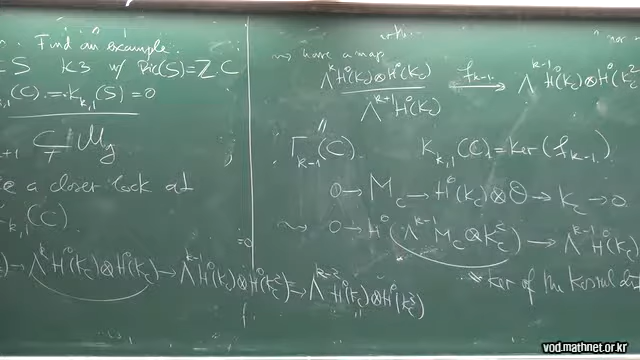 Find an example.
S K3 w/ Pic(S)=Z.C
(C) = K_{k,1}(S) = 0
C ⊂ M_g
a closer look at
(C)
→ Λ^k H^0(K_C)⊗H^0(K_C) → Λ^{k-1}H^0(K_C)⊗H^0(K_C^2) → Λ^{k-2}H^0(K_C)⊗H^0(K_C^3)
=0
⇝ have a map
Λ^k H^0(K_C)⊗H^0(K_C) / Λ^{k+1}H^0(K_C) →^{f_{k-1}} Λ^{k-1}H^0(K_C)⊗H^0(K_C^2
Γ_{k-1}(C). K_{k,1}(C) = ker(f_{k-1})
0 → M_C → H^0(K_C)⊗O → K_C → 0.
⇝ 0 → H^0(Λ^{k-1}M_C⊗K_C^2) → Λ^{k-1}H^0(K_C)
ker of the Koszul
vod.mathnet.or.kr